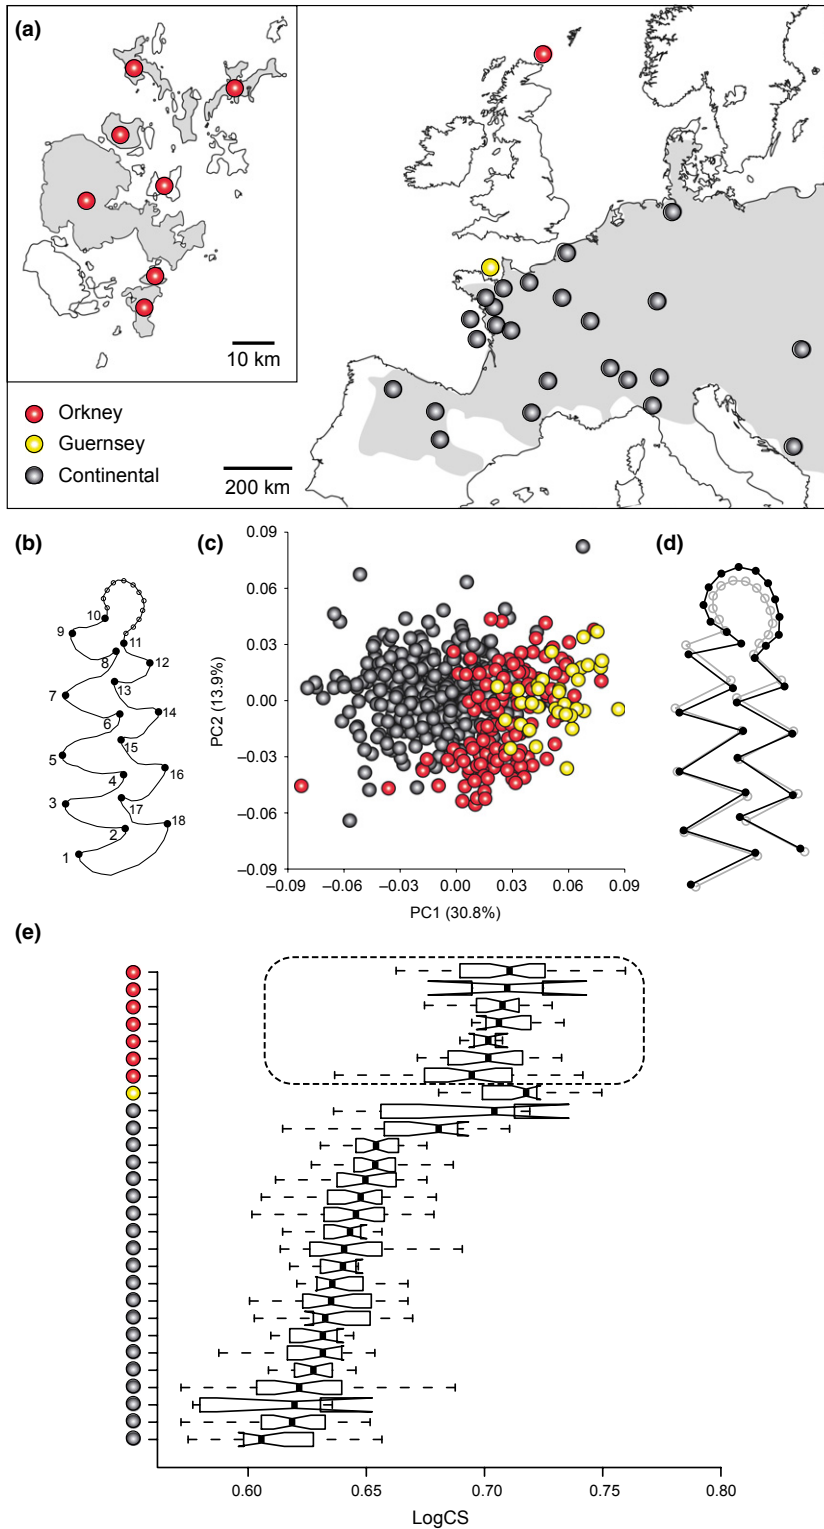 (a)
10 km
Orkney
Guernsey
Continental
200 km
(b)
10
9
11
8
12
13
7
14
6
15
5
16
4
3
17
2
18
1
(c)
0.09
0.06
0.03
0.00
–0.03
–0.06
–0.09
PC2 (13.9%)
–0.09
–0.06
–0.03
0.00
0.03
0.06
0.09
PC1 (30.8%)
(d)
(e)
0.60
0.65
0.70
0.75
0.80
LogCS